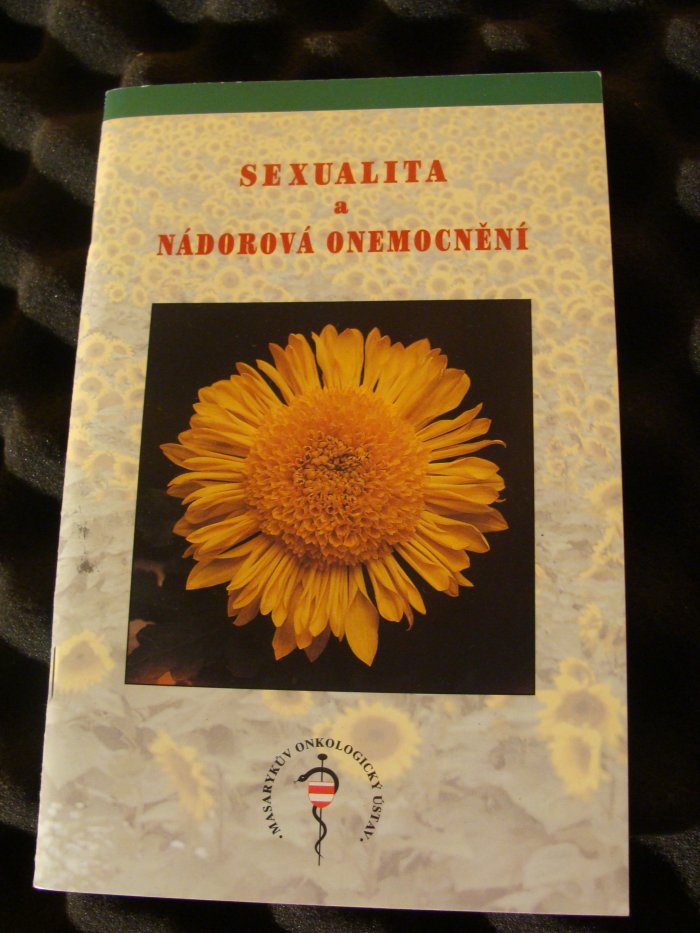 SEXUALITA
a
NÁDOROVÁ ONEMOCNĚNÍ
• MASARYKŮV ONKOLOGICKÝ ÚSTAV •